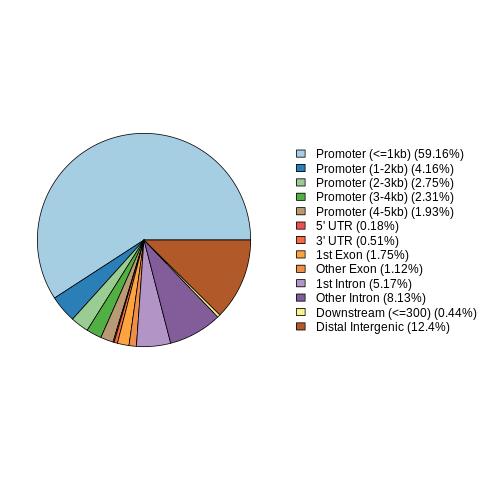 Promoter (<=1kb) (59.16%)
Promoter (1-2kb) (4.16%)
Promoter (2-3kb) (2.75%)
Promoter (3-4kb) (2.31%)
Promoter (4-5kb) (1.93%)
5' UTR (0.18%)
3' UTR (0.51%)
1st Exon (1.75%)
Other Exon (1.12%)
1st Intron (5.17%)
Other Intron (8.13%)
Downstream (<=300) (0.44%)
Distal Intergenic (12.4%)